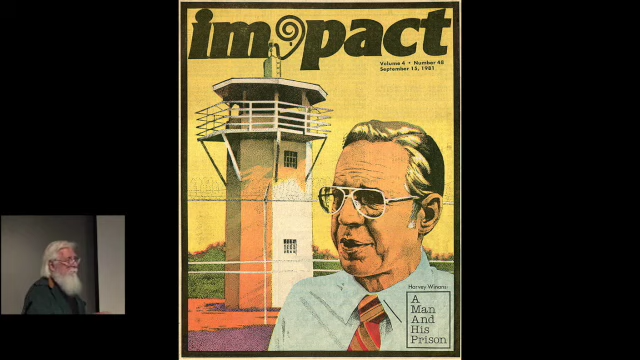 impact
Volume 4 • Number 48
September 15, 1981
Harvey Winans:
A
Man
And
His
Prison